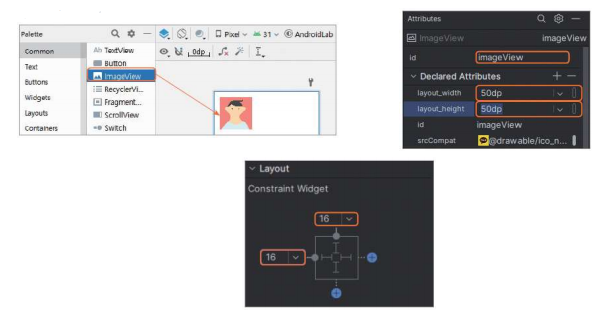 Palette
Pixel
31
AndroidLab
Common
Text
Buttons
Widgets
Layouts
Containers
Ab TextView
Button
ImageView
RecyclerVi...
Fragment...
ScrollView
Switch
0dp
Attributes
ImageView
imageView
id
imageView
Declared Attributes
layout_width
50dp
layout_height
50dp
id
imageView
srcCompat
@drawable/ico_n...
Layout
Constraint Widget
16
16